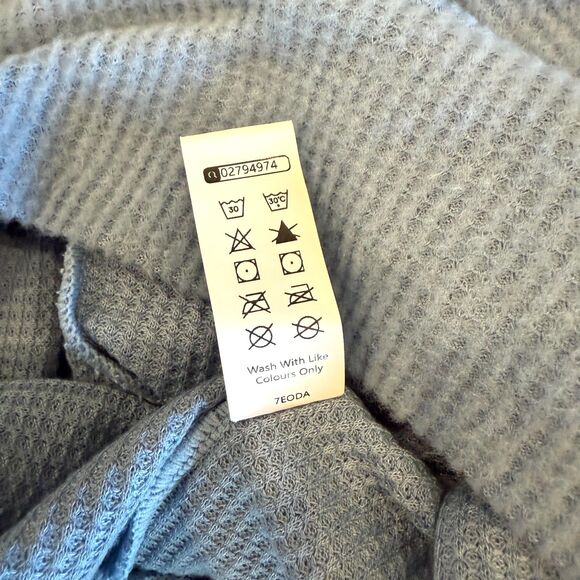 02794974
30 30°C
Wash With Like
Colours Only
7EODA